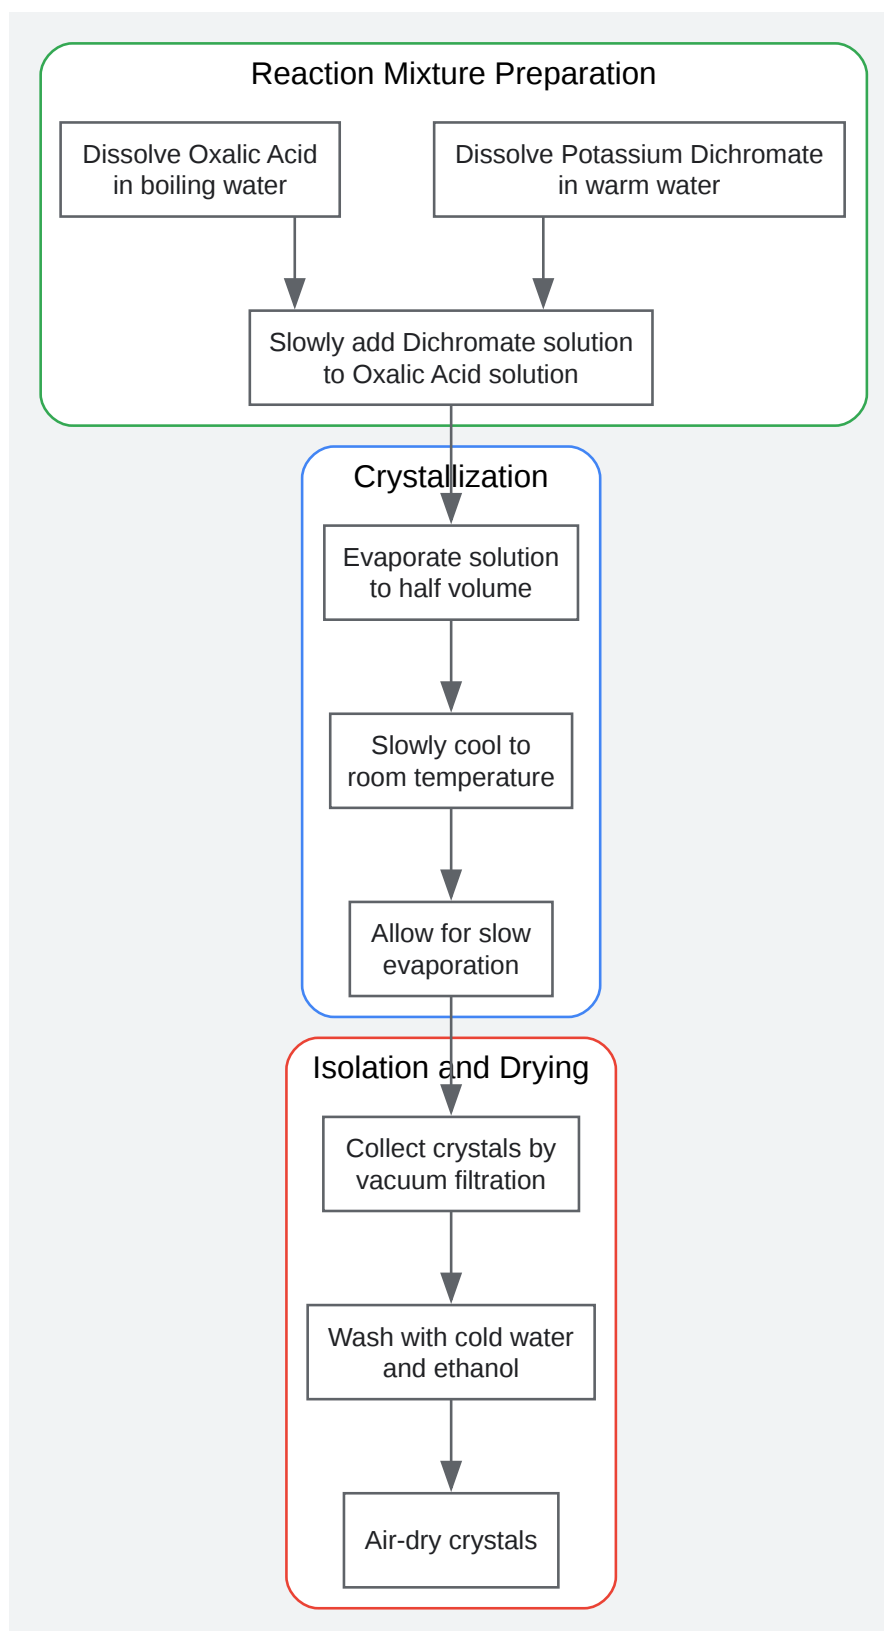 Reaction Mixture Preparation
Dissolve Oxalic Acid
in boiling water
Dissolve Potassium Dichromate
in warm water
Slowly add Dichromate solution
to Oxalic Acid solution
Crystallization
Evaporate solution
to half volume
Slowly cool to
room temperature
Allow for slow
evaporation
Isolation and Drying
Collect crystals by
vacuum filtration
Wash with cold water
and ethanol
Air-dry crystals